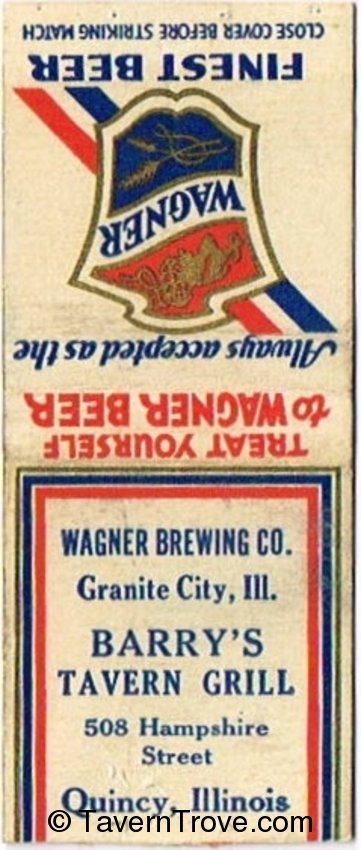 CLOSE COVER BEFORE STRIKING MATCH
FINEST BEER
WAGNER
Always accepted as the
TREAT YOURSELF
to WAGNER BEER
WAGNER BREWING CO.
Granite City, Ill.
BARRY'S
TAVERN GRILL
508 Hampshire
Street
Quincy, Illinois
© TavernTrove.com